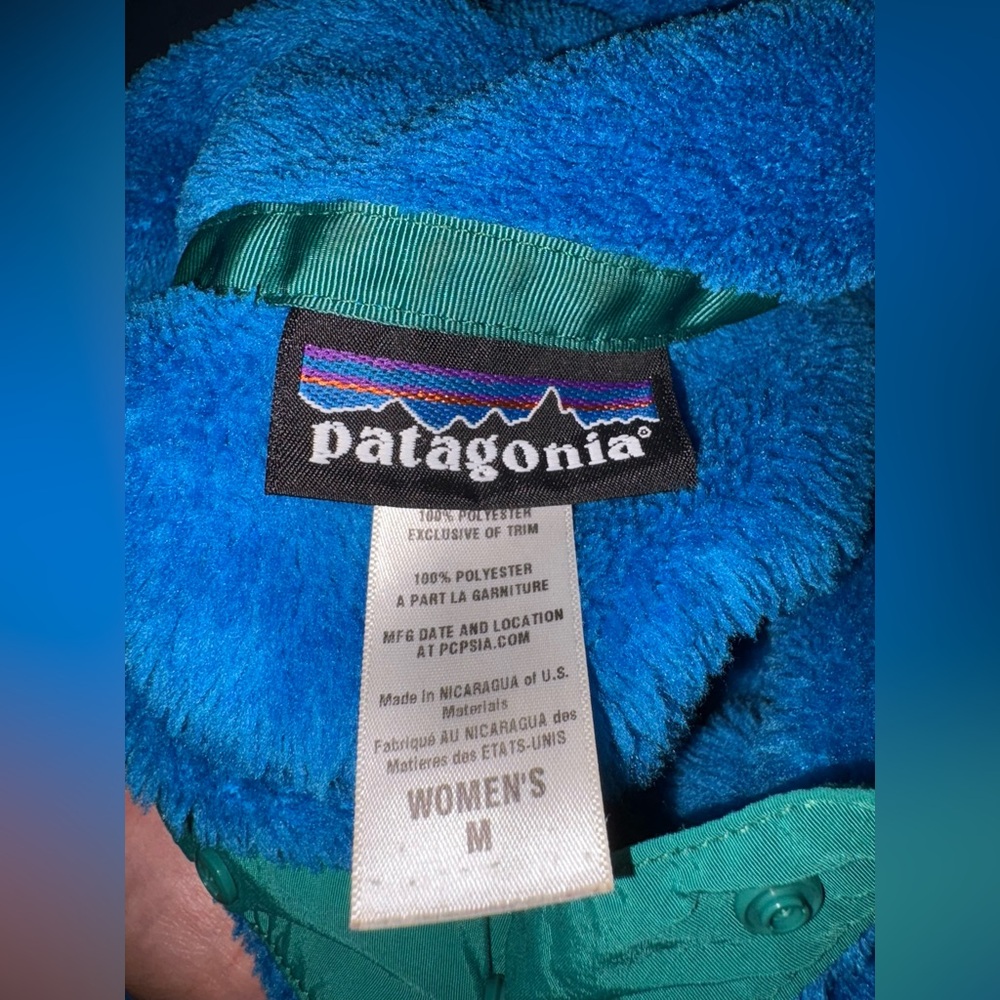 patagonia®
100% POLYESTER
EXCLUSIVE OF TRIM
100% POLYESTER
A PART LA GARNITURE
MFG DATE AND LOCATION
AT PCPSIA.COM
Made in NICARAGUA of U.S.
Materials
Fabriqué AU NICARAGUA des
Matieres des ETATS-UNIS
WOMEN'S
M